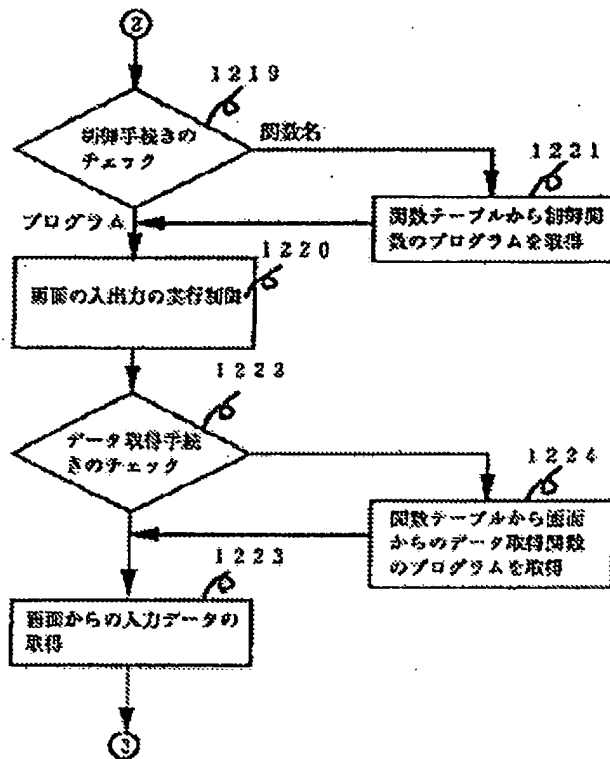 ②
1219
制御手続きの
チェック
関数名
1221
関数テーブルから制御関
数のプログラムを取得
プログラム
1220
画面の入出力の実行制御
1222
データ取得手続
きのチェック
1224
関数テーブルから画面
からのデータ取得関数
のプログラムを取得
1223
画面からの入力データの
取得
③